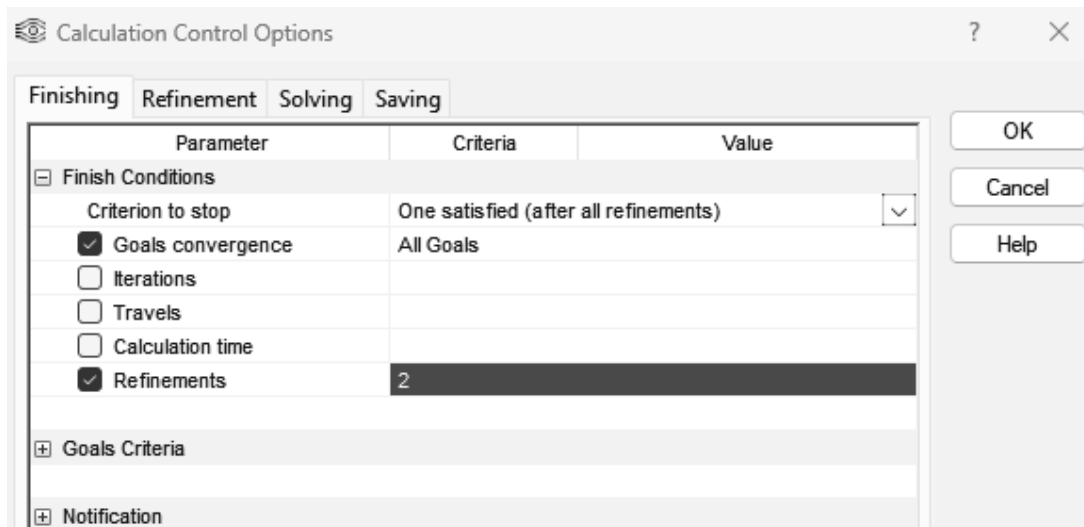 Calculation Control Options ?
Finishing Refinement Solving Saving
OK
Parameter Criteria Value
Finish Conditions
Cancel
Criterion to stop One satisfied (after all refinements)
Goals convergence All Goals
Help
Iterations
Travels
Calculation time
Refinements 2
Goals Criteria
Notification